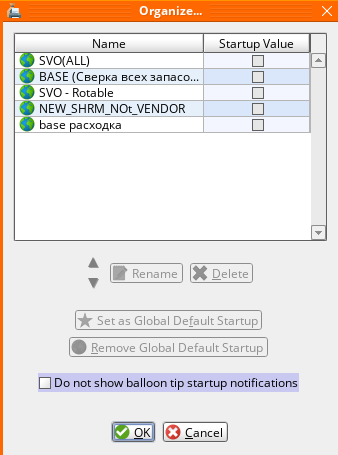 Organize...
Name Startup Value
SVO(ALL)
BASE (Сверка всех запасо...
SVO - Rotable
NEW_SHRM_NOt_VENDOR
base расходка
Rename Delete
Set as Global Default Startup
Remove Global Default Startup
Do not show balloon tip startup notifications
OK Cancel